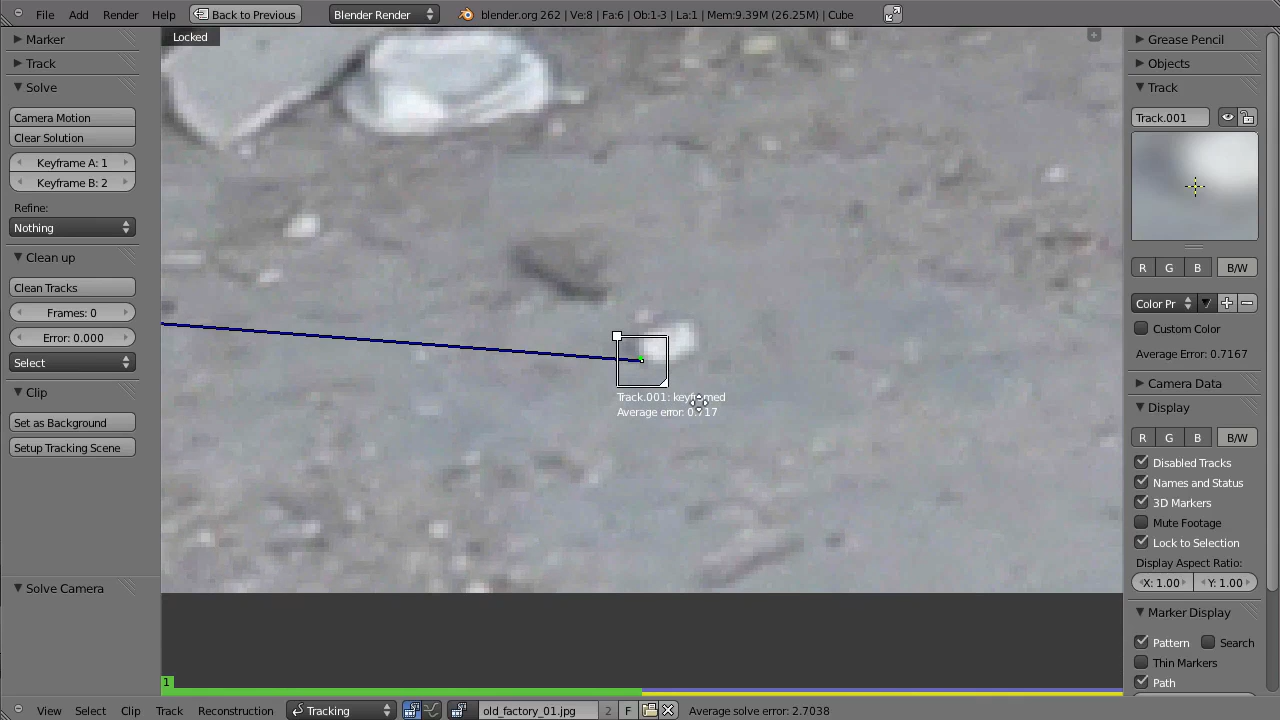 File Add Render Help Back to Previous Blender Render blender.org 262 | Ve:8 | Fa:6 | Ob:1-3 | La:1 | Mem:9.39M (26.25M) | Cube
Marker
Track
Solve
Camera Motion
Clear Solution
Keyframe A: 1
Keyframe B: 2
Refine:
Nothing
Clean up
Clean Tracks
Frames: 0
Error: 0.000
Select
Clip
Set as Background
Setup Tracking Scene
Solve Camera
Locked
Track.001: keyframed
Average error: 0.717
1
Grease Pencil
Objects
Track
Track.001
R G B B/W
Color Pr
Custom Color
Average Error: 0.7167
Camera Data
Display
R G B B/W
Disabled Tracks
Names and Status
3D Markers
Mute Footage
Lock to Selection
Display Aspect Ratio:
X: 1.00 Y: 1.00
Marker Display
Pattern Search
Thin Markers
Path
View Select Clip Track Reconstruction Tracking old_factory_01.jpg 2 F Average solve error: 2.7038